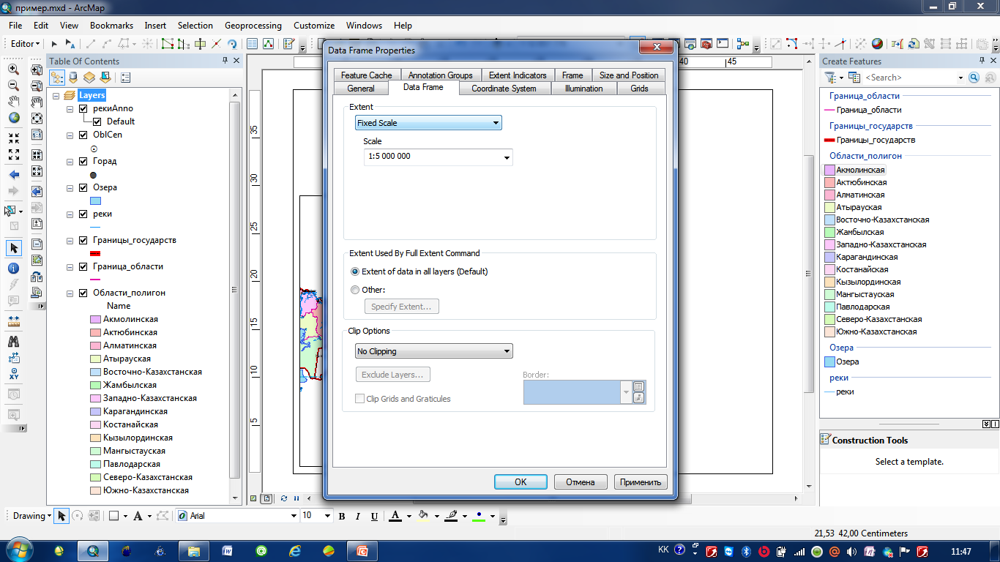 пример.mxd - ArcMap
File Edit View Bookmarks Insert Selection Geoprocessing Customize Windows Help
Editor
Table Of Contents
Layers
рекиAnno
Default
OblCen
Горад
Озера
реки
Границы_государств
Граница_области
Области_полигон
Name
Акмолинская
Актюбинская
Алматинская
Атырауская
Восточно-Казахстанская
Жамбылская
Западно-Казахстанская
Карагандинская
Костанайская
Кызылординская
Мангыстауская
Павлодарская
Северо-Казахстанская
Южно-Казахстанская
40 45
35
30
25
20
15
10
5
Data Frame Properties
Feature Cache Annotation Groups Extent Indicators Frame Size and Position
General Data Frame Coordinate System Illumination Grids
Extent
Fixed Scale
Scale
1:5 000 000
Extent Used By Full Extent Command
Extent of data in all layers (Default)
Other:
Specify Extent...
Clip Options
No Clipping
Exclude Layers...
Border:
Clip Grids and Graticules
OK Отмена Применить
Create Features
<Search>
Граница_области
Граница_области
Границы_государств
Границы_государств
Области_полигон
Акмолинская
Актюбинская
Алматинская
Атырауская
Восточно-Казахстанская
Жамбылская
Западно-Казахстанская
Карагандинская
Костанайская
Кызылординская
Мангыстауская
Павлодарская
Северо-Казахстанская
Южно-Казахстанская
Озера
Озера
реки
реки
Construction Tools
Select a template.
Drawing A Arial 10 B I U A
21,53 42,00 Centimeters
KK 11:47